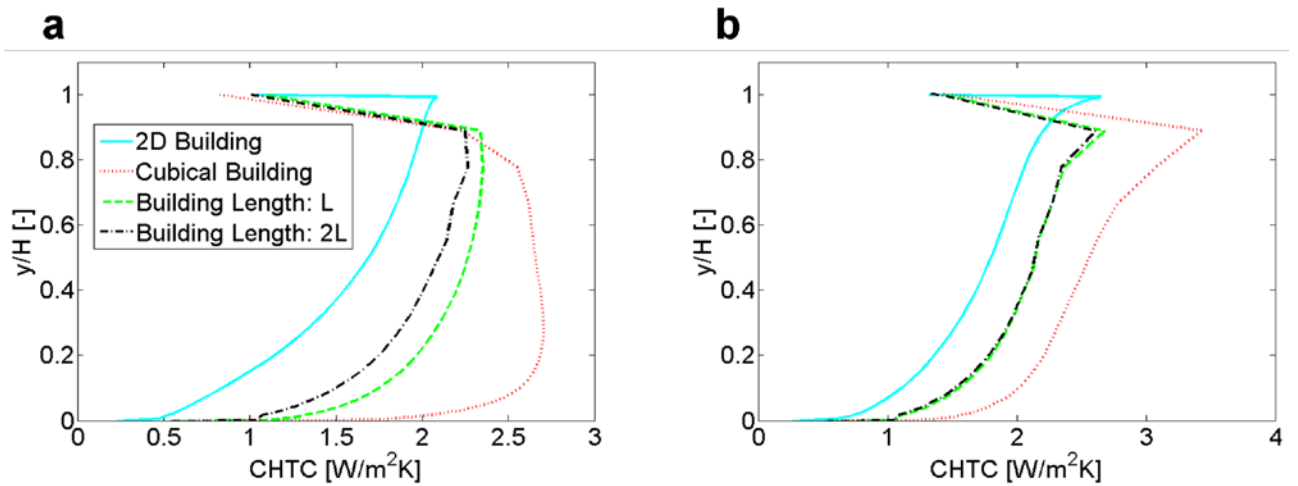 a
b
1
0.8
0.6
0.4
0.2
0
y/H [-]
2D Building
Cubical Building
Building Length: L
Building Length: 2L
0 0.5 1 1.5 2 2.5 3
CHTC [W/m²K]
1
0.8
0.6
0.4
0.2
0
y/H [-]
0 1 2 3 4
CHTC [W/m²K]